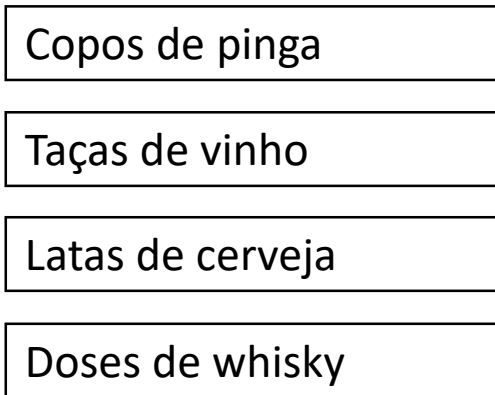 Copos de pinga
Taças de vinho
Latas de cerveja
Doses de whisky